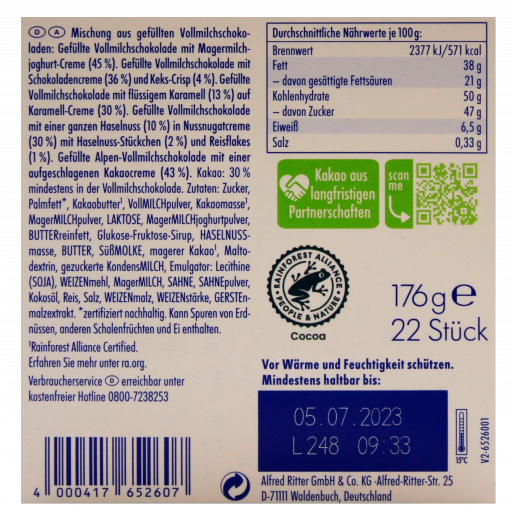 D A Mischung aus gefüllten Vollmilchschoko-
laden: Gefüllte Vollmilchschokolade mit Magermilch-
joghurt-Creme (45 %). Gefüllte Vollmilchschokolade mit
Schokoladencreme (36 %) und Keks-Crisp (4 %). Gefüllte
Vollmilchschokolade mit flüssigem Karamell (13 %) auf
Karamell-Creme (30 %). Gefüllte Vollmilchschokolade
mit einer ganzen Haselnuss (10 %) in Nussnugatcreme
(30 %) mit Haselnuss-Stückchen (2 %) und Reisflakes
(1 %). Gefüllte Alpen-Vollmilchschokolade mit einer
aufgeschlagenen Kakaocreme (43 %). Kakao: 30 %
mindestens in der Vollmilchschokolade. Zutaten: Zucker,
Palmfett*, Kakaobutter¹, VollMILCHpulver, Kakaomasse¹,
MagerMILCHpulver, LAKTOSE, MagerMILCHjoghurtpulver,
BUTTERreinfett, Glukose-Fruktose-Sirup, HASELNUSS-
masse, BUTTER, SüßMOLKE, magerer Kakao¹, Malto-
dextrin, gezuckerte KondensMILCH, Emulgator: Lecithine
(SOJA), WEIZENmehl, MagerMILCH, SAHNE, SAHNEpulver,
Kokosöl, Reis, Salz, WEIZENmalz, WEIZENstärke, GERSTEn-
malzextrakt. *zertifiziert nachhaltig. Kann Spuren von Erd-
nüssen, anderen Schalenfrüchten und Ei enthalten.
¹Rainforest Alliance Certified.
Erfahren Sie mehr unter ra.org.
Verbraucherservice D erreichbar unter
kostenfreier Hotline 0800-7238253
4 000417 652607
Durchschnittliche Nährwerte je 100 g:
Brennwert 2377 kJ/571 kcal
Fett 38 g
– davon gesättigte Fettsäuren 21 g
Kohlenhydrate 50 g
– davon Zucker 47 g
Eiweiß 6,5 g
Salz 0,33 g
Kakao aus
langfristigen
Partnerschaften
scan
me
RAINFOREST ALLIANCE
PEOPLE & NATURE
Cocoa
176 g e
22 Stück
Vor Wärme und Feuchtigkeit schützen.
Mindestens haltbar bis:
05.07.2023
L248 09:33
15°C
V2-6526001
Alfred Ritter GmbH & Co. KG · Alfred-Ritter-Str. 25
D-71111 Waldenbuch, Deutschland